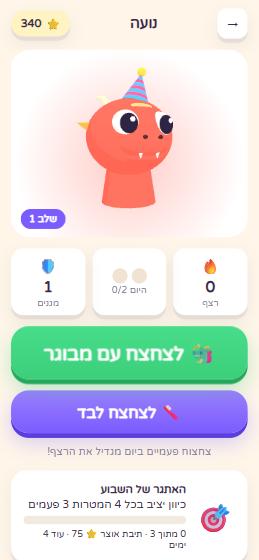 340
נועה
→
שלב 1
1
מגנים
היום 0/2
0
רצף
לצחצח עם מבוגר
לצחצח לבד
צחצוח פעמיים ביום מגדיל את הרצף!
האתגר של השבוע
כיוון יציב בכל 4 המטרות 3 פעמים
0 מתוך 3 · תיבת אוצר 75 · עוד 4
ימים